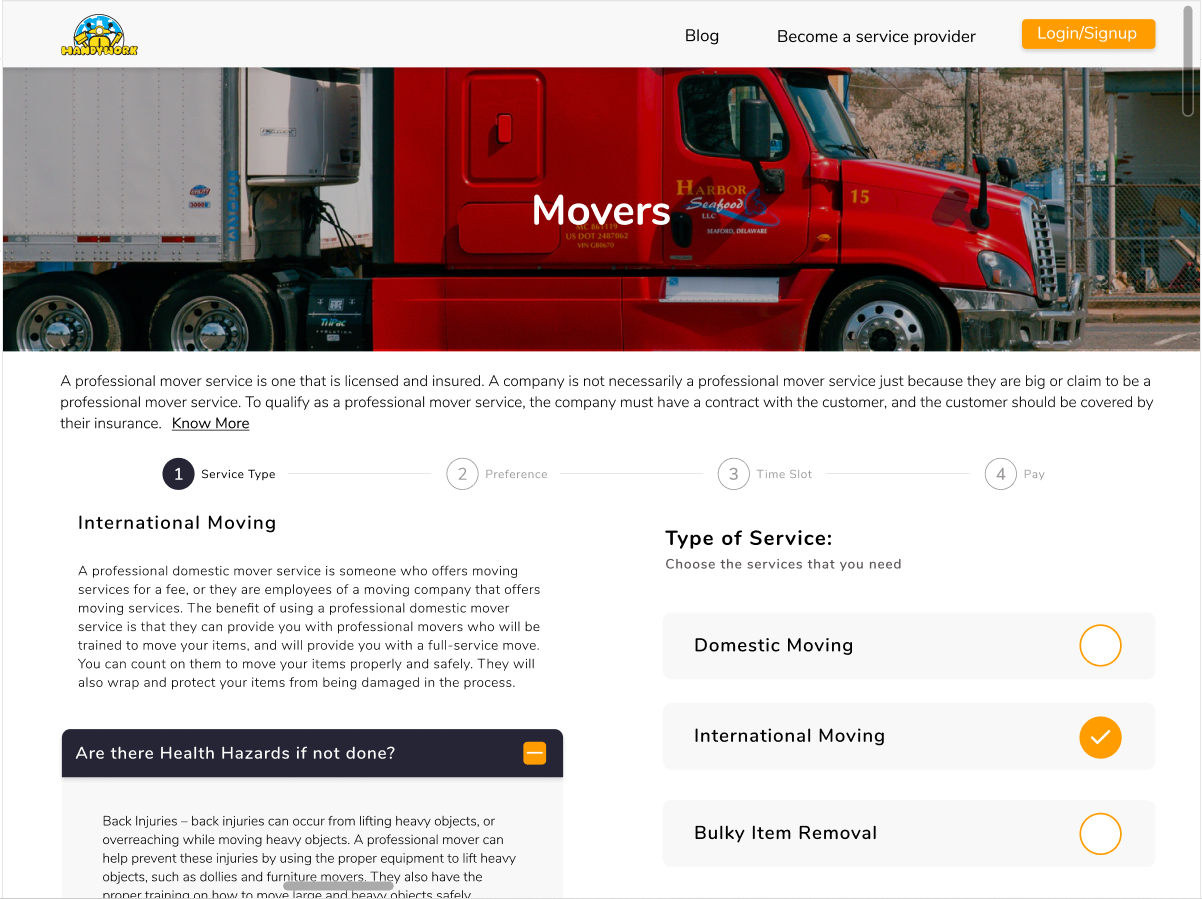 HANDYWORK
Blog
Become a service provider
Login/Signup
UTILITY
3000R
HARBOR
Seafood
LLC
SEAFORD, DELAWARE
15
Movers
MC 861119
US DOT 2487062
VIN GB0670
TriPac
EVOLUTION
A professional mover service is one that is licensed and insured. A company is not necessarily a professional mover service just because they are big or claim to be a
professional mover service. To qualify as a professional mover service, the company must have a contract with the customer, and the customer should be covered by
their insurance. Know More
1 Service Type
2 Preference
3 Time Slot
4 Pay
International Moving
A professional domestic mover service is someone who offers moving
services for a fee, or they are employees of a moving company that offers
moving services. The benefit of using a professional domestic mover
service is that they can provide you with professional movers who will be
trained to move your items, and will provide you with a full-service move.
You can count on them to move your items properly and safely. They will
also wrap and protect your items from being damaged in the process.
Are there Health Hazards if not done?
Back Injuries – back injuries can occur from lifting heavy objects, or
overreaching while moving heavy objects. A professional mover can
help prevent these injuries by using the proper equipment to lift heavy
objects, such as dollies and furniture movers. They also have the
proper training on how to move large and heavy objects safely.
Type of Service:
Choose the services that you need
Domestic Moving
International Moving
Bulky Item Removal